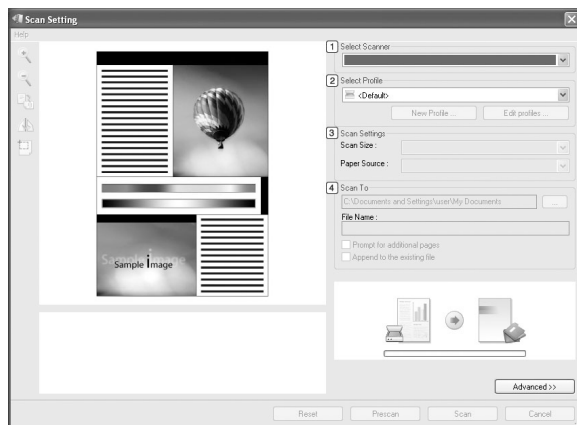 Scan Setting
Help
1 Select Scanner
2 Select Profile
<Default>
New Profile ...
Edit profiles ...
3 Scan Settings
Scan Size :
Paper Source :
4 Scan To
C:\Documents and Settings\user\My Documents
...
File Name :
Prompt for additional pages
Append to the existing file
Sample image
Sample image
Advanced >>
Reset
Prescan
Scan
Cancel